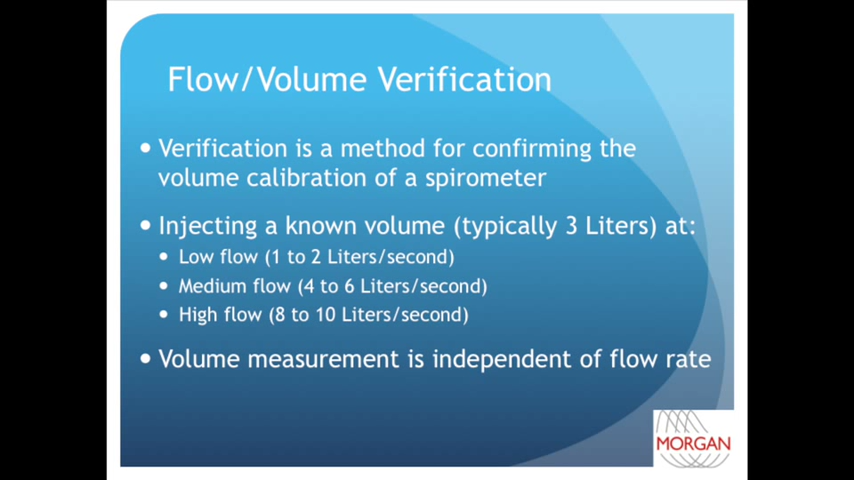 Flow/Volume Verification
• Verification is a method for confirming the
volume calibration of a spirometer
• Injecting a known volume (typically 3 Liters) at:
• Low flow (1 to 2 Liters/second)
• Medium flow (4 to 6 Liters/second)
• High flow (8 to 10 Liters/second)
• Volume measurement is independent of flow rate
MORGAN